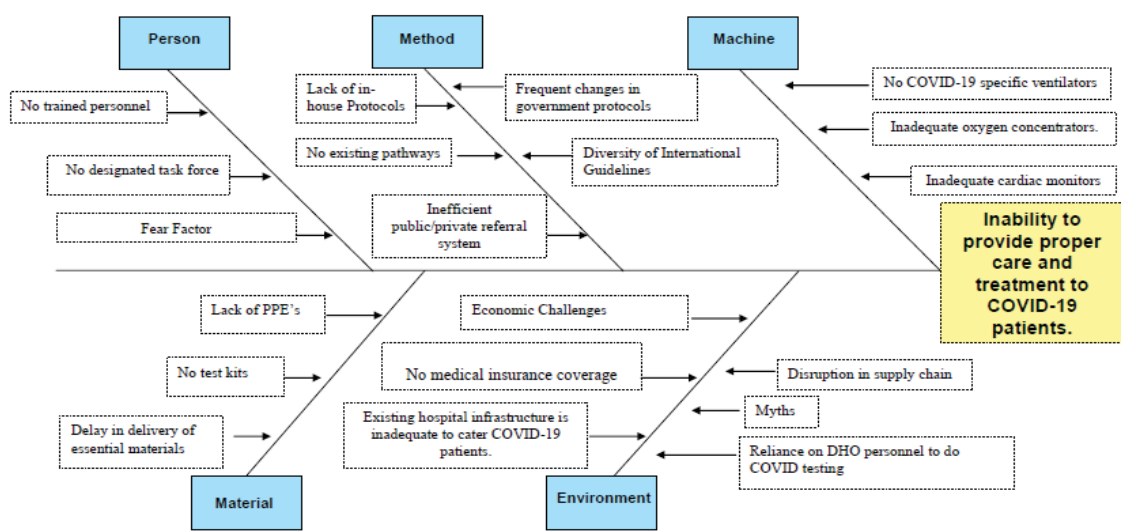 Person
Method
Machine
No trained personnel
No designated task force
Fear Factor
Lack of in-
house Protocols
Frequent changes in
government protocols
No existing pathways
Diversity of International
Guidelines
Inefficient
public/private referral
system
No COVID-19 specific ventilators
Inadequate oxygen concentrators.
Inadequate cardiac monitors
Inability to
provide proper
care and
treatment to
COVID-19
patients.
Lack of PPE's
No test kits
Delay in delivery of
essential materials
Economic Challenges
No medical insurance coverage
Existing hospital infrastructure is
inadequate to cater COVID-19
patients.
Disruption in supply chain
Myths
Reliance on DHO personnel to do
COVID testing
Material
Environment